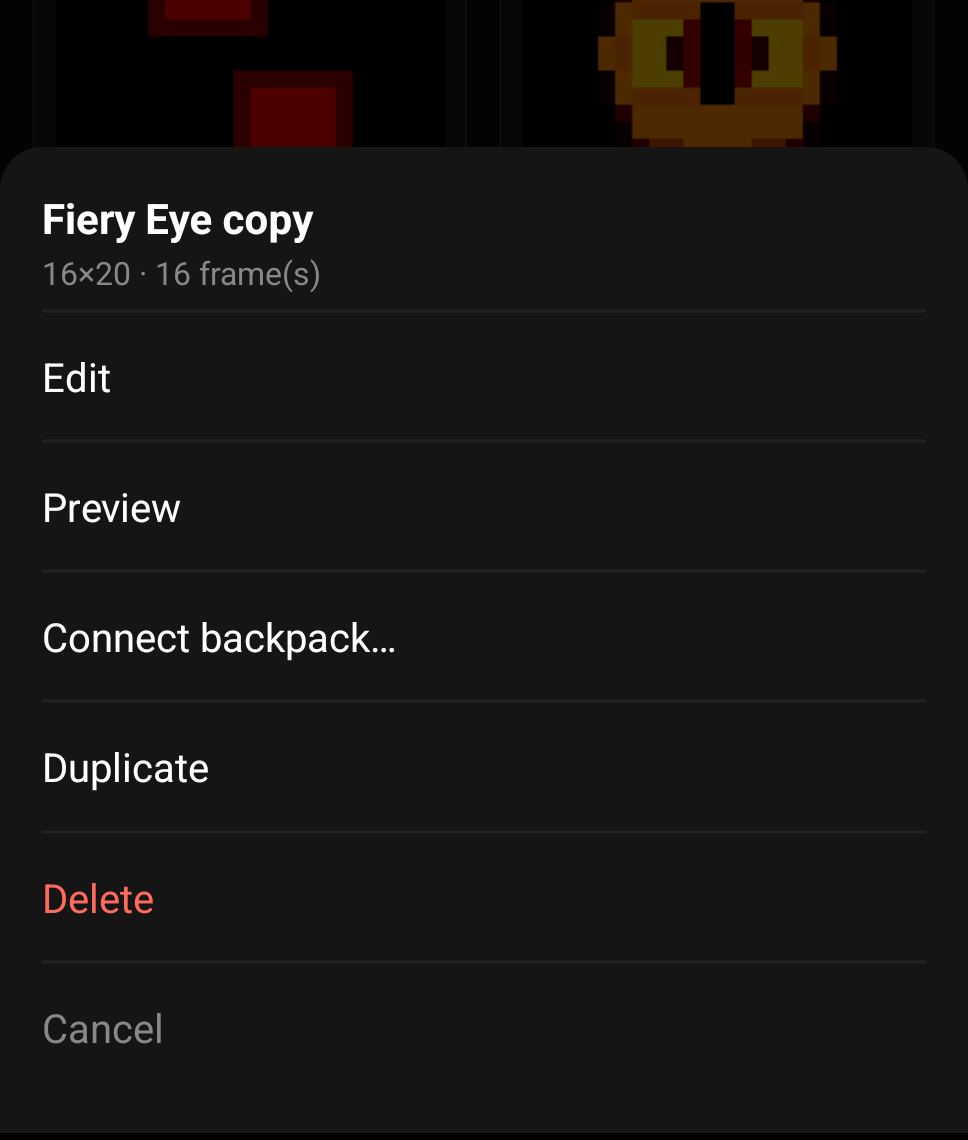 Fiery Eye copy
16×20 · 16 frame(s)
Edit
Preview
Connect backpack…
Duplicate
Delete
Cancel